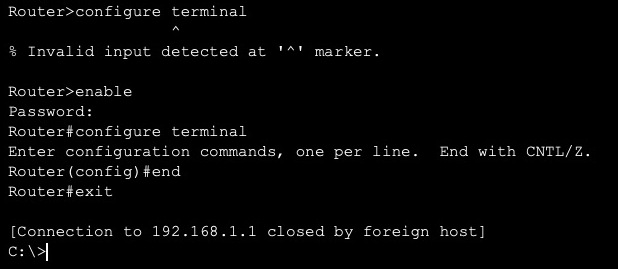 Router>configure terminal
^
% Invalid input detected at '^' marker.
Router>enable
Password:
Router#configure terminal
Enter configuration commands, one per line.  End with CNTL/Z.
Router(config)#end
Router#exit
[Connection to 192.168.1.1 closed by foreign host]
C:\>